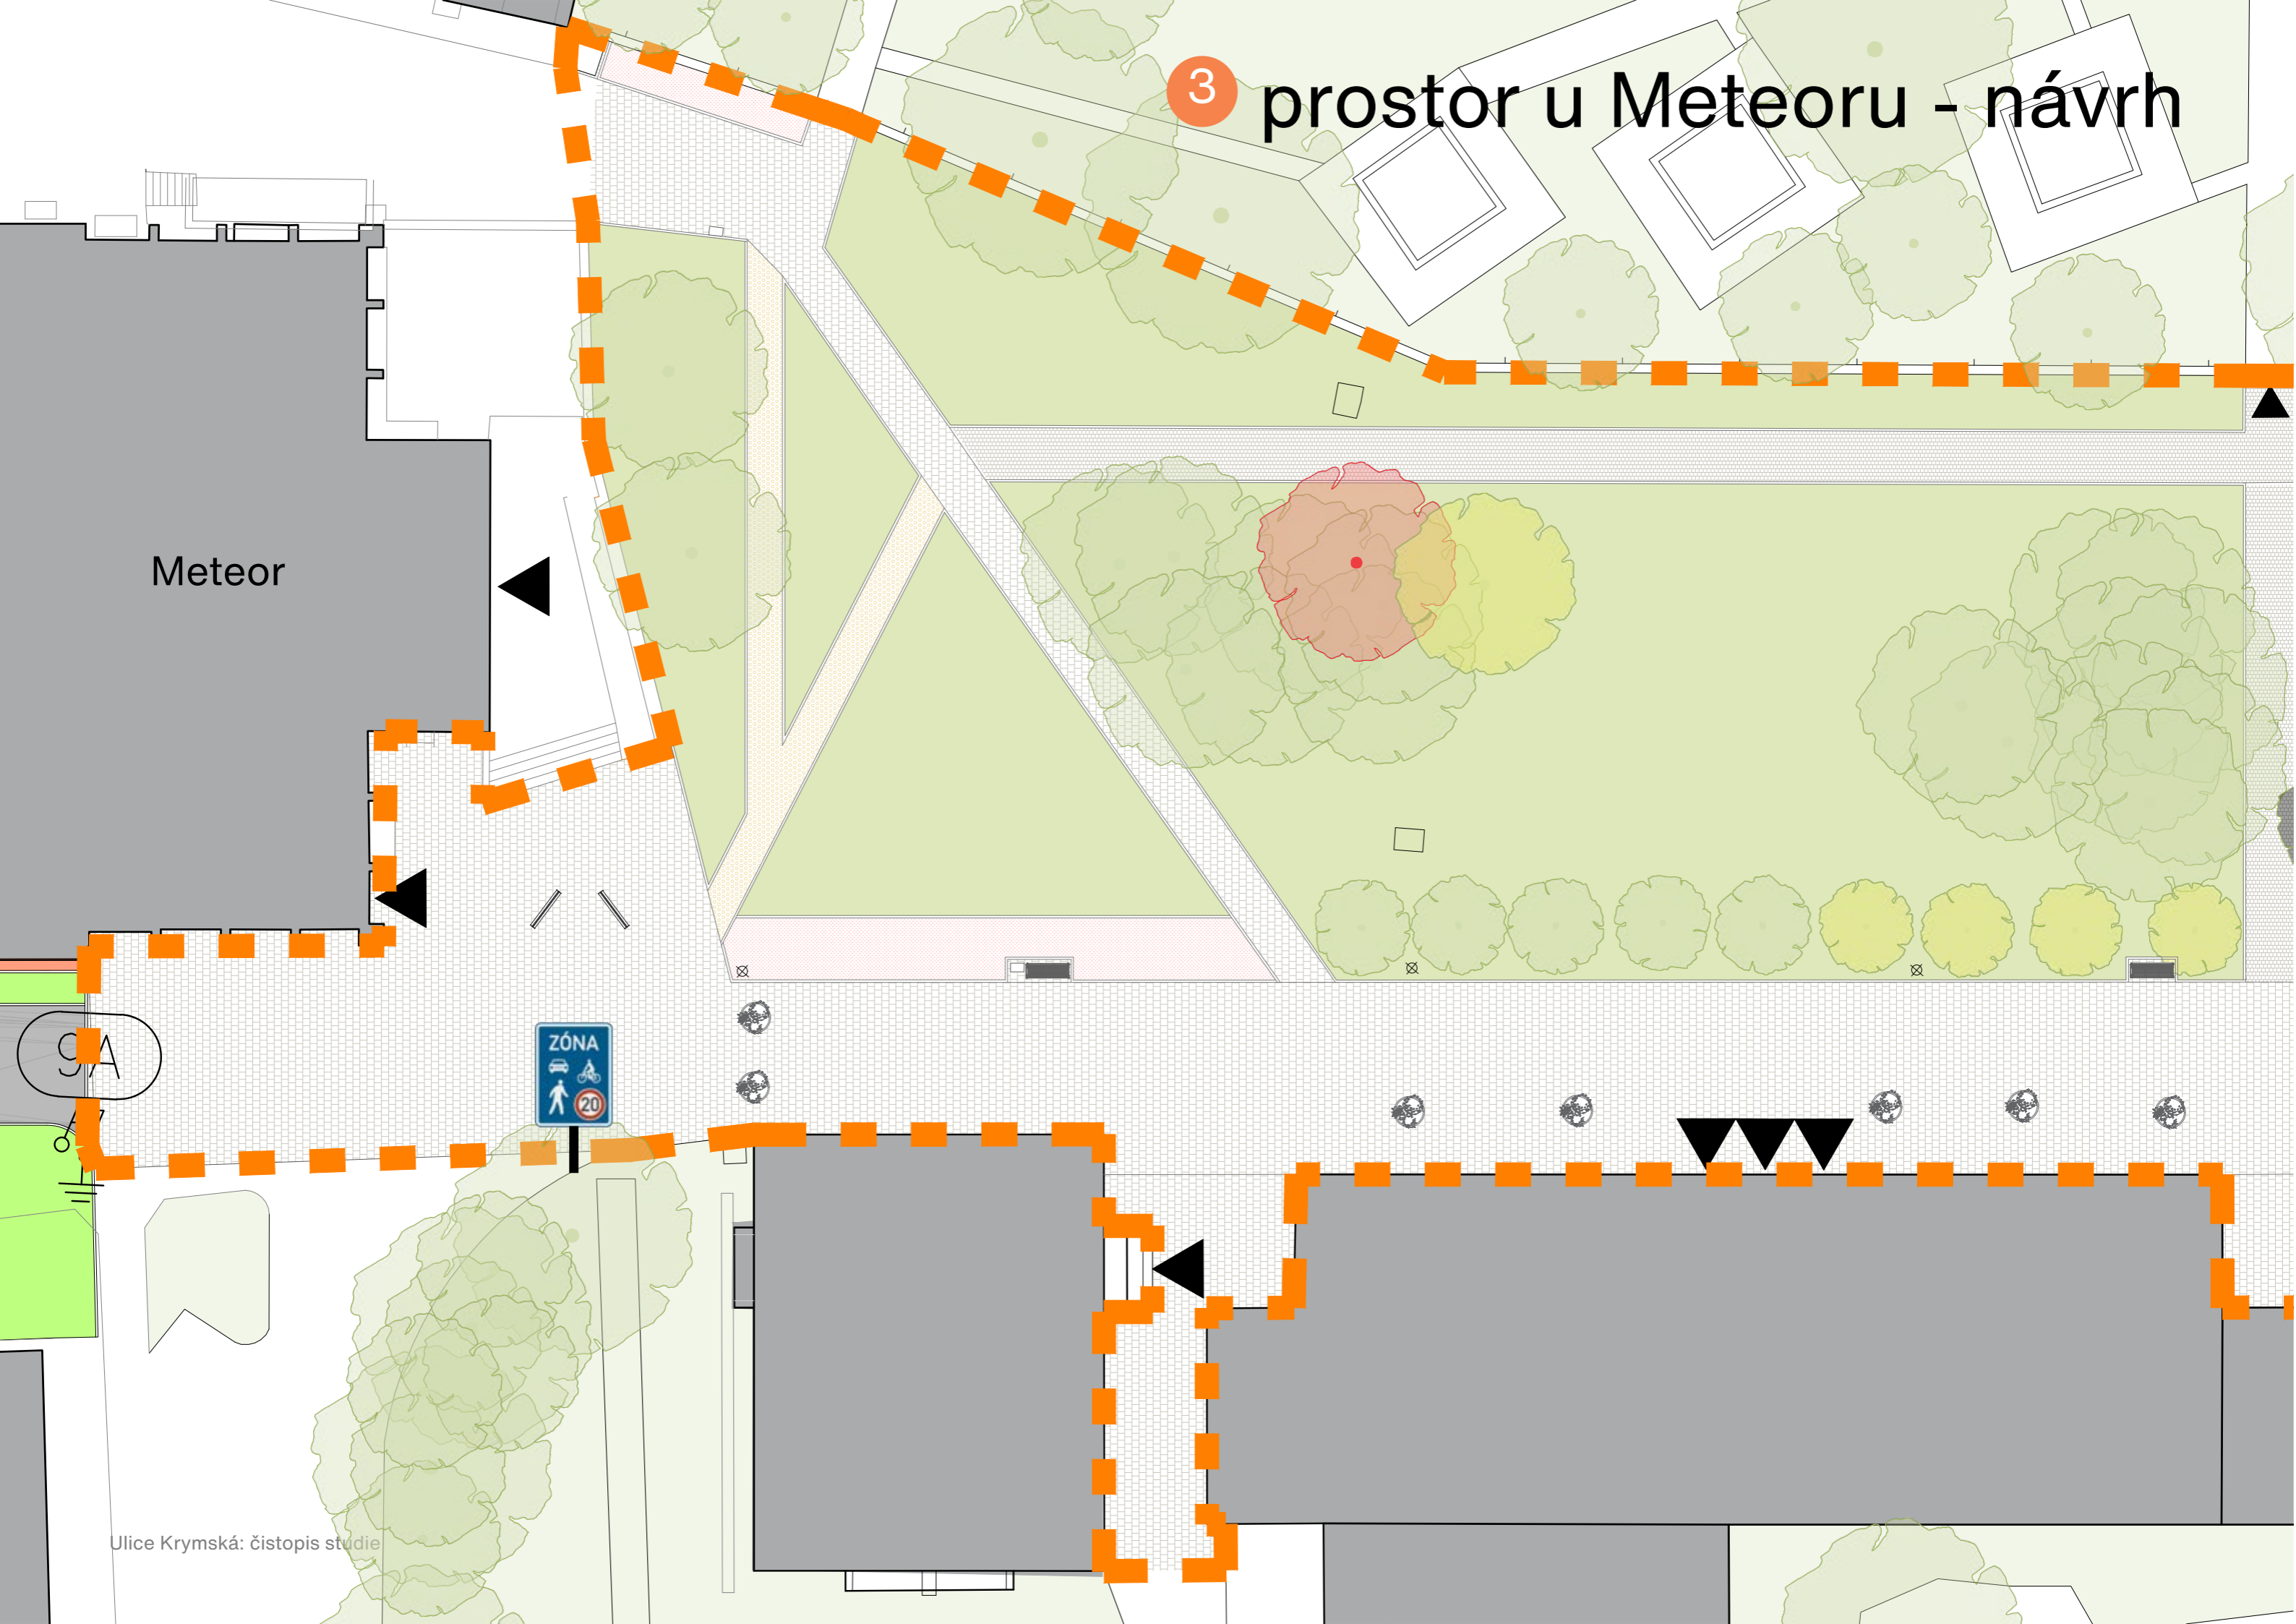 3 prostor u Meteoru - návrh
Meteor
9A
ZÓNA
20
Ulice Krymská: čistopis studie